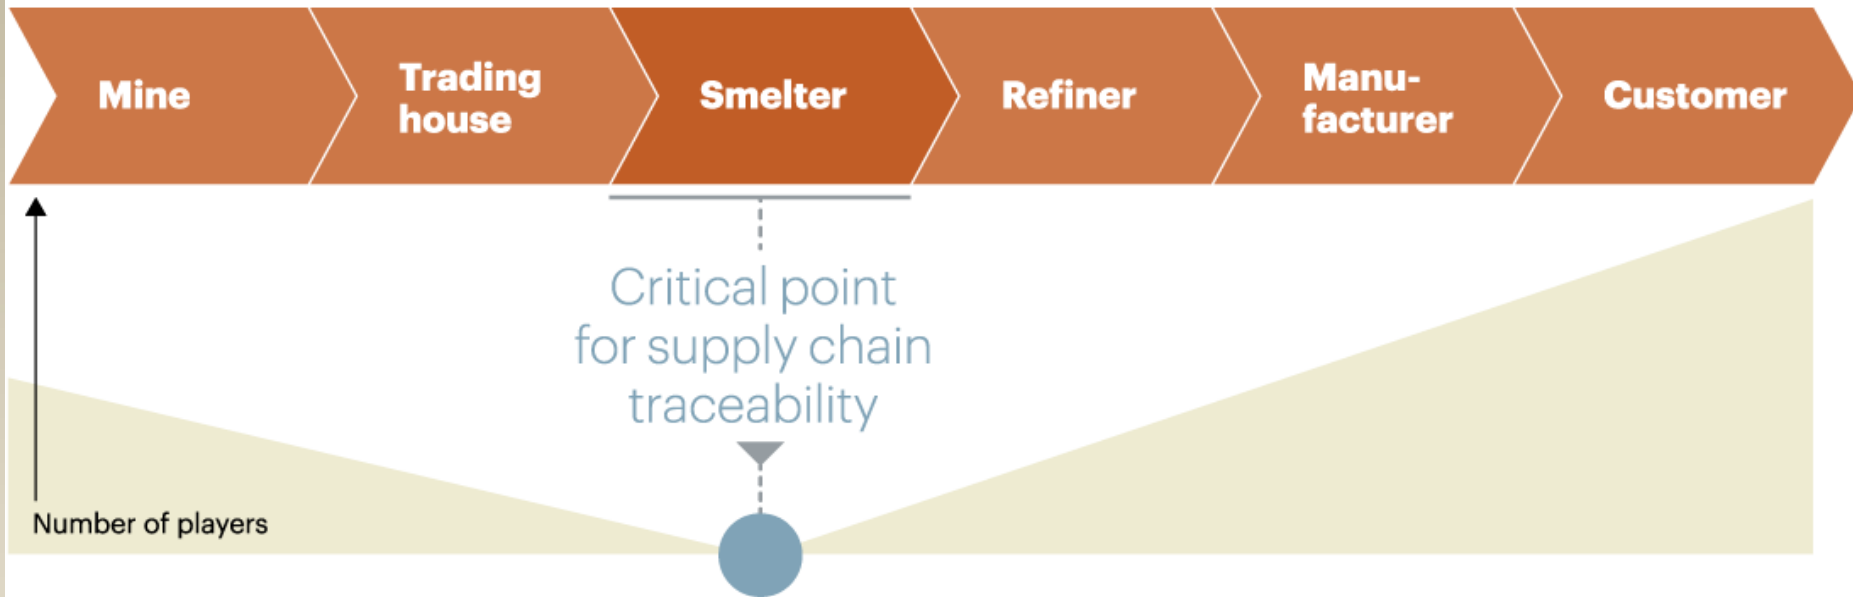 Mine
Trading
house
Smelter
Refiner
Manu-
facturer
Customer
Critical point
for supply chain
traceability
Number of players